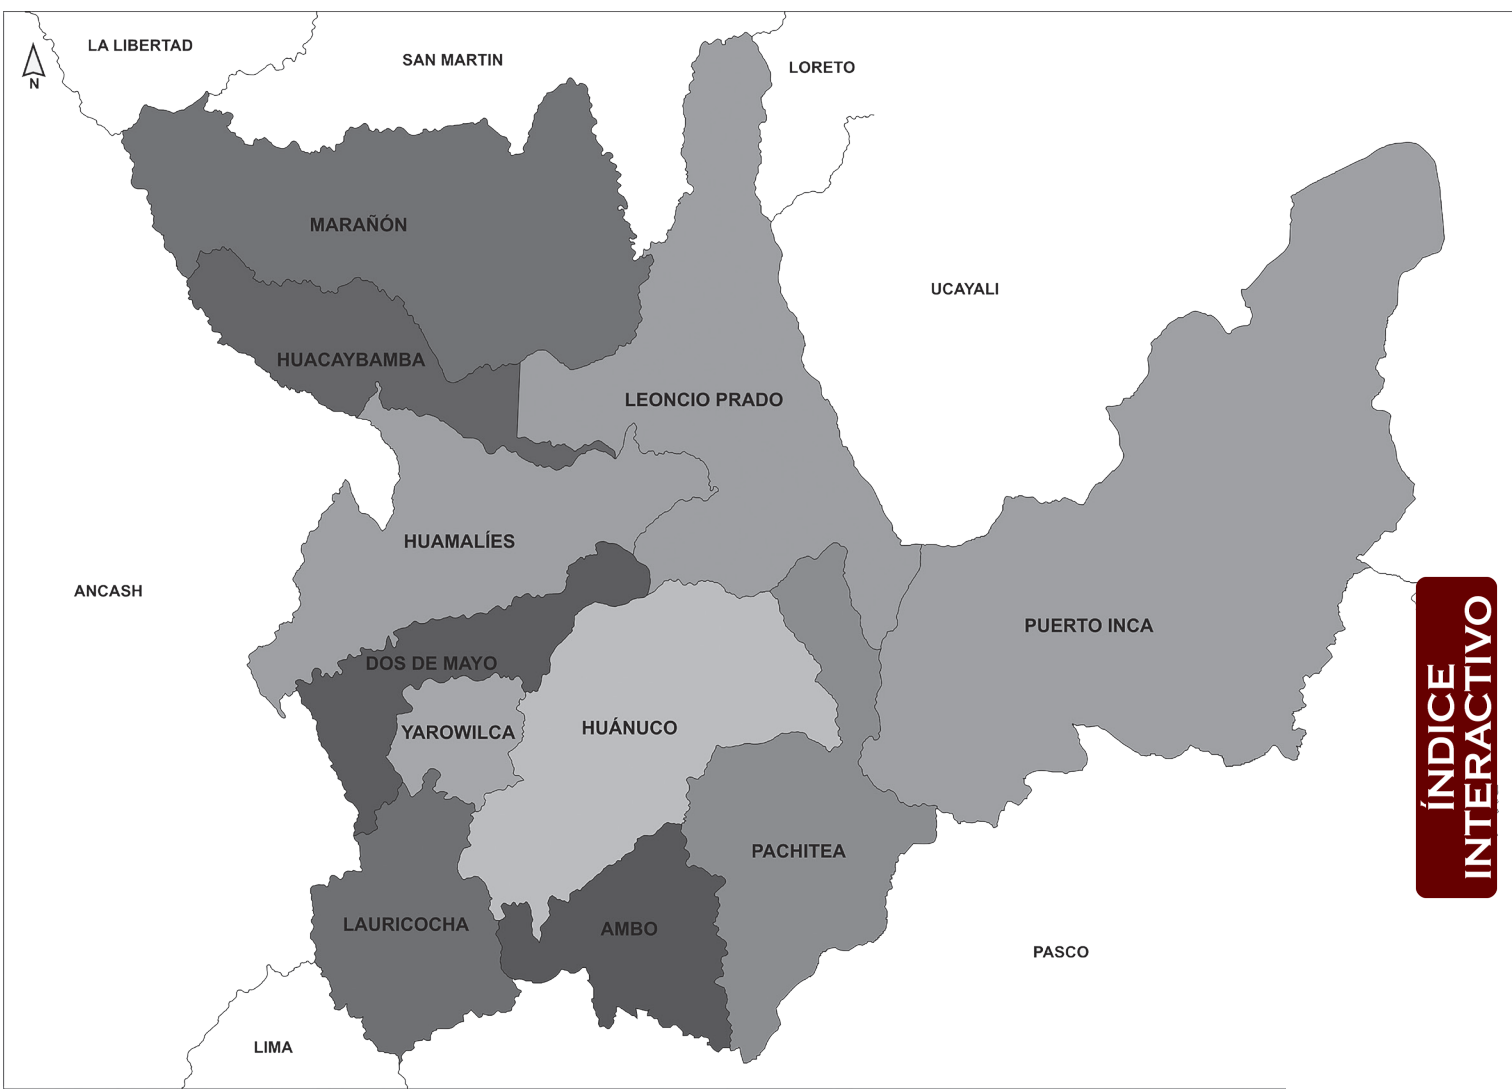 LA LIBERTAD
SAN MARTIN
LORETO
N
MARAÑÓN
UCAYALI
HUACAYBAMBA
LEONCIO PRADO
HUAMALÍES
ANCASH
PUERTO INCA
DOS DE MAYO
YAROWILCA
HUÁNUCO
ÍNDICE
INTERACTIVO
PACHITEA
LAURICOCHA
AMBO
PASCO
LIMA